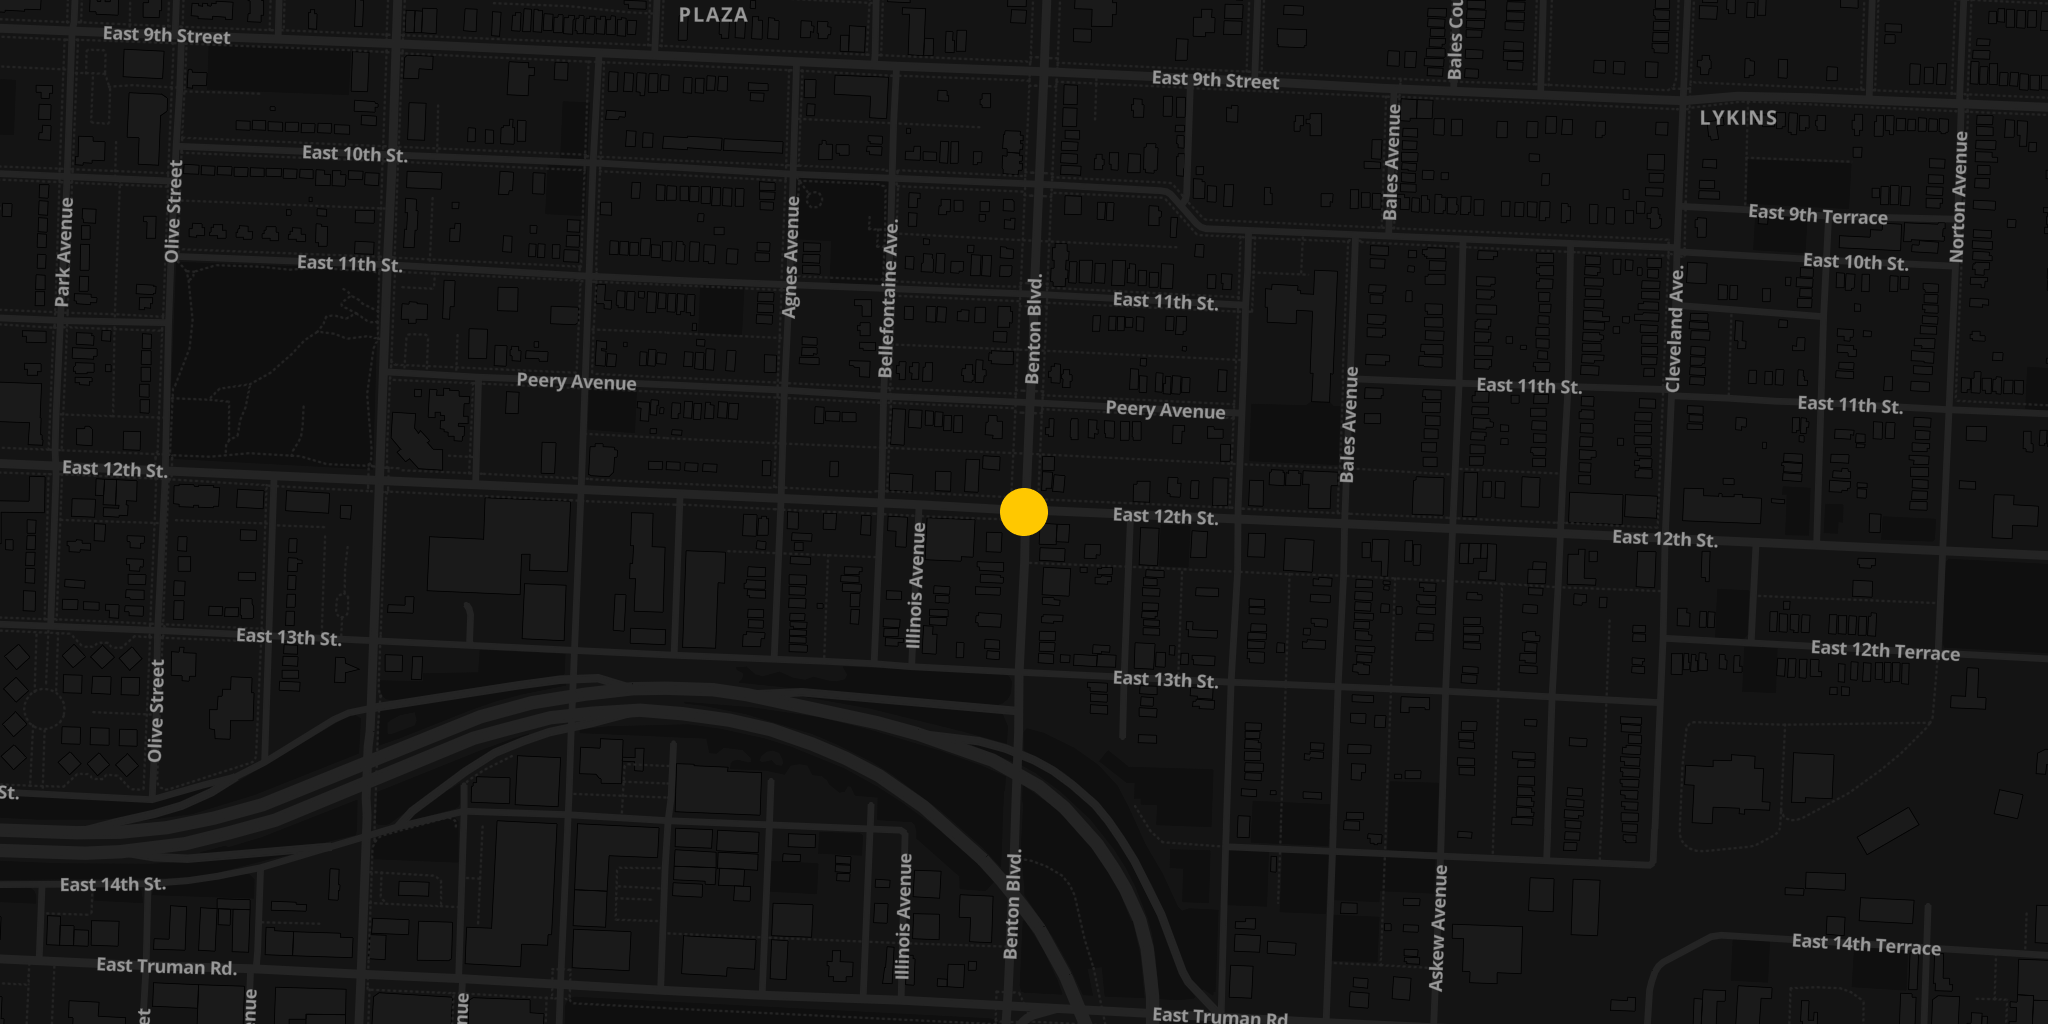 PLAZA
East 9th Street
Bales Cou
East 9th Street
LYKINS
Bales Avenue
East 10th St.
Norton Avenue
Olive Street
Park Avenue
Agnes Avenue
East 9th Terrace
Bellefontaine Ave.
East 11th St.
East 10th St.
Benton Blvd.
East 11th St.
Cleveland Ave.
Peery Avenue
East 11th St.
Peery Avenue
East 11th St.
Bales Avenue
East 12th St.
East 12th St.
East 12th St.
Illinois Avenue
East 13th St.
East 12th Terrace
East 13th St.
Olive Street
St.
Benton Blvd.
East 14th St.
Illinois Avenue
Askew Avenue
East 14th Terrace
East Truman Rd.
et
enue
nue
East Truman Rd